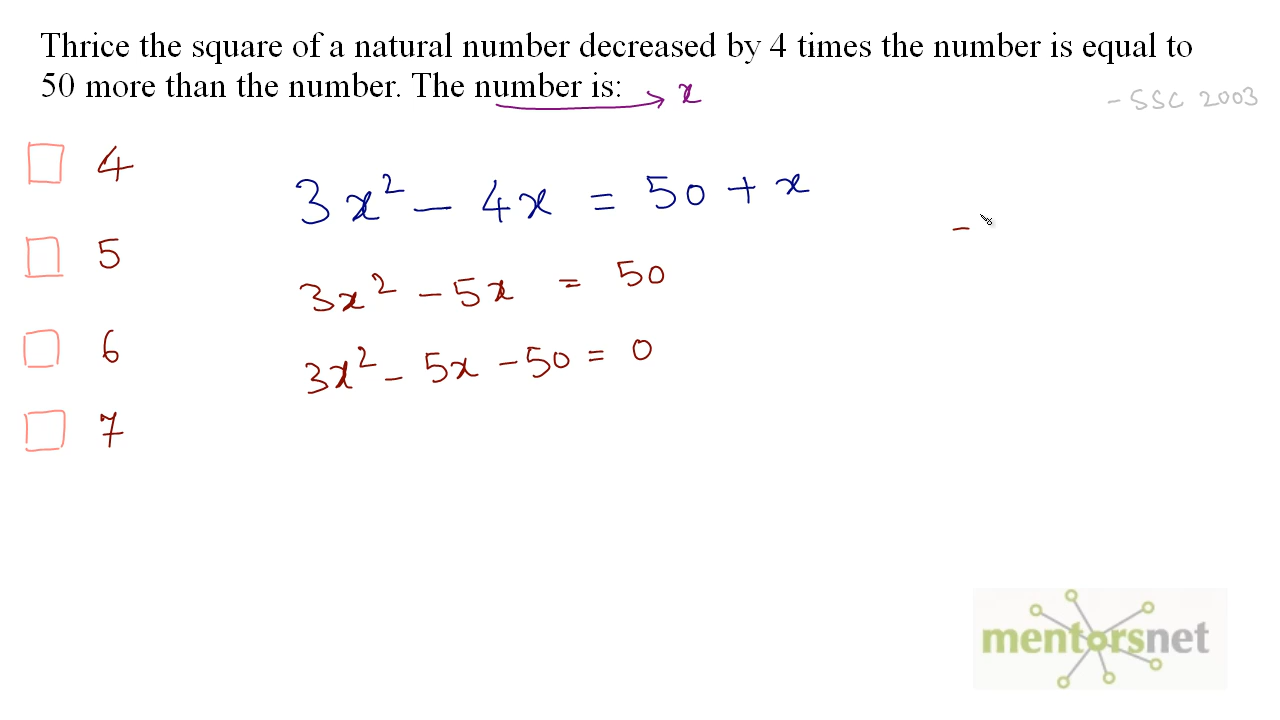 Thrice the square of a natural number decreased by 4 times the number is equal to
50 more than the number. The number is: → x
- SSC 2003
4
3x² - 4x = 50 + x
-
5
3x² - 5x = 50
6
3x² - 5x - 50 = 0
7
mentorsnet